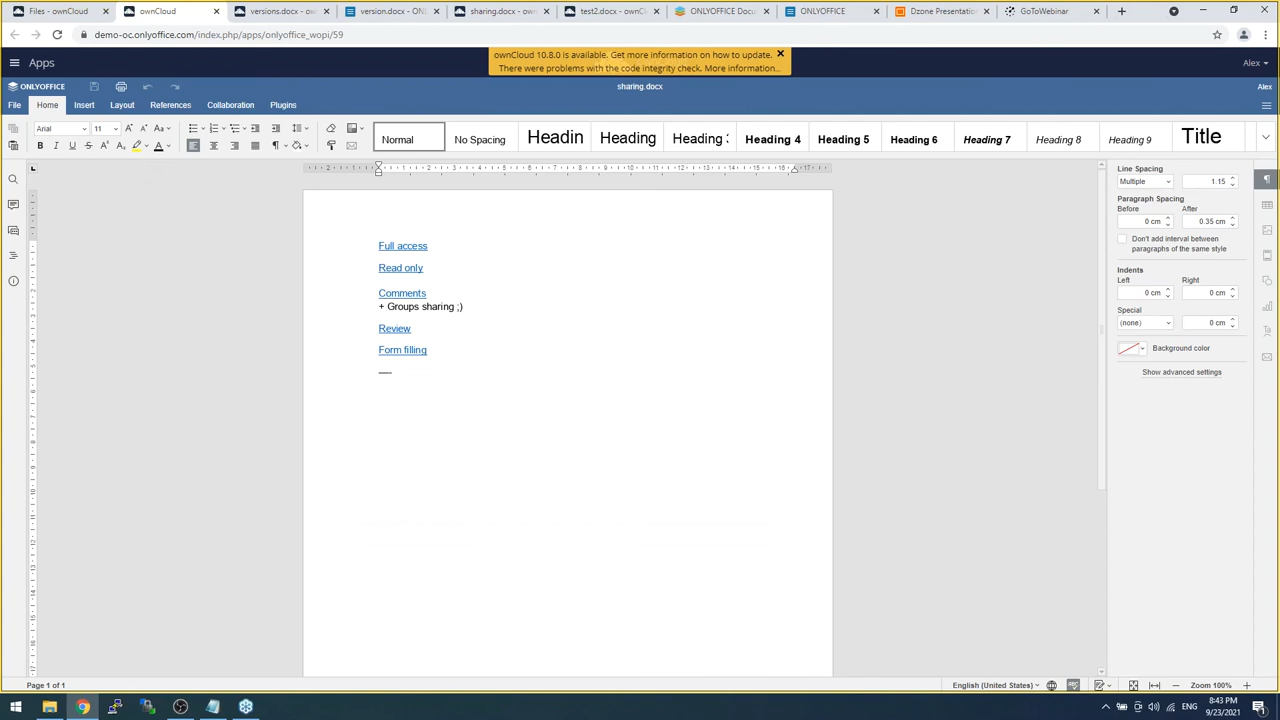 Files - ownCloud
ownCloud
versions.docx - ownCloud
version.docx - ONL
sharing.docx - ownClou
test2.docx - ownCloud
ONLYOFFICE Docu
ONLYOFFICE
Dzone Presentation
GoToWebinar
demo-oc.onlyoffice.com/index.php/apps/onlyoffice_wopi/59
Apps
ownCloud 10.8.0 is available. Get more information on how to update.
There were problems with the code integrity check. More information...
Alex
ONLYOFFICE
sharing.docx
Alex
File
Home
Insert
Layout
References
Collaboration
Plugins
Arial
11
Normal
No Spacing
Headin
Heading
Heading
Heading 4
Heading 5
Heading 6
Heading 7
Heading 8
Heading 9
Title
Full access
Read only
Comments
+ Groups sharing ;)
Review
Form filling
Line Spacing
Multiple
1.15
Paragraph Spacing
Before
After
0 cm
0.35 cm
Don't add interval between
paragraphs of the same style
Indents
Left
Right
0 cm
0 cm
Special
(none)
0 cm
Background color
Show advanced settings
Page 1 of 1
English (United States)
Zoom 100%
ENG
8:43 PM
9/23/2021